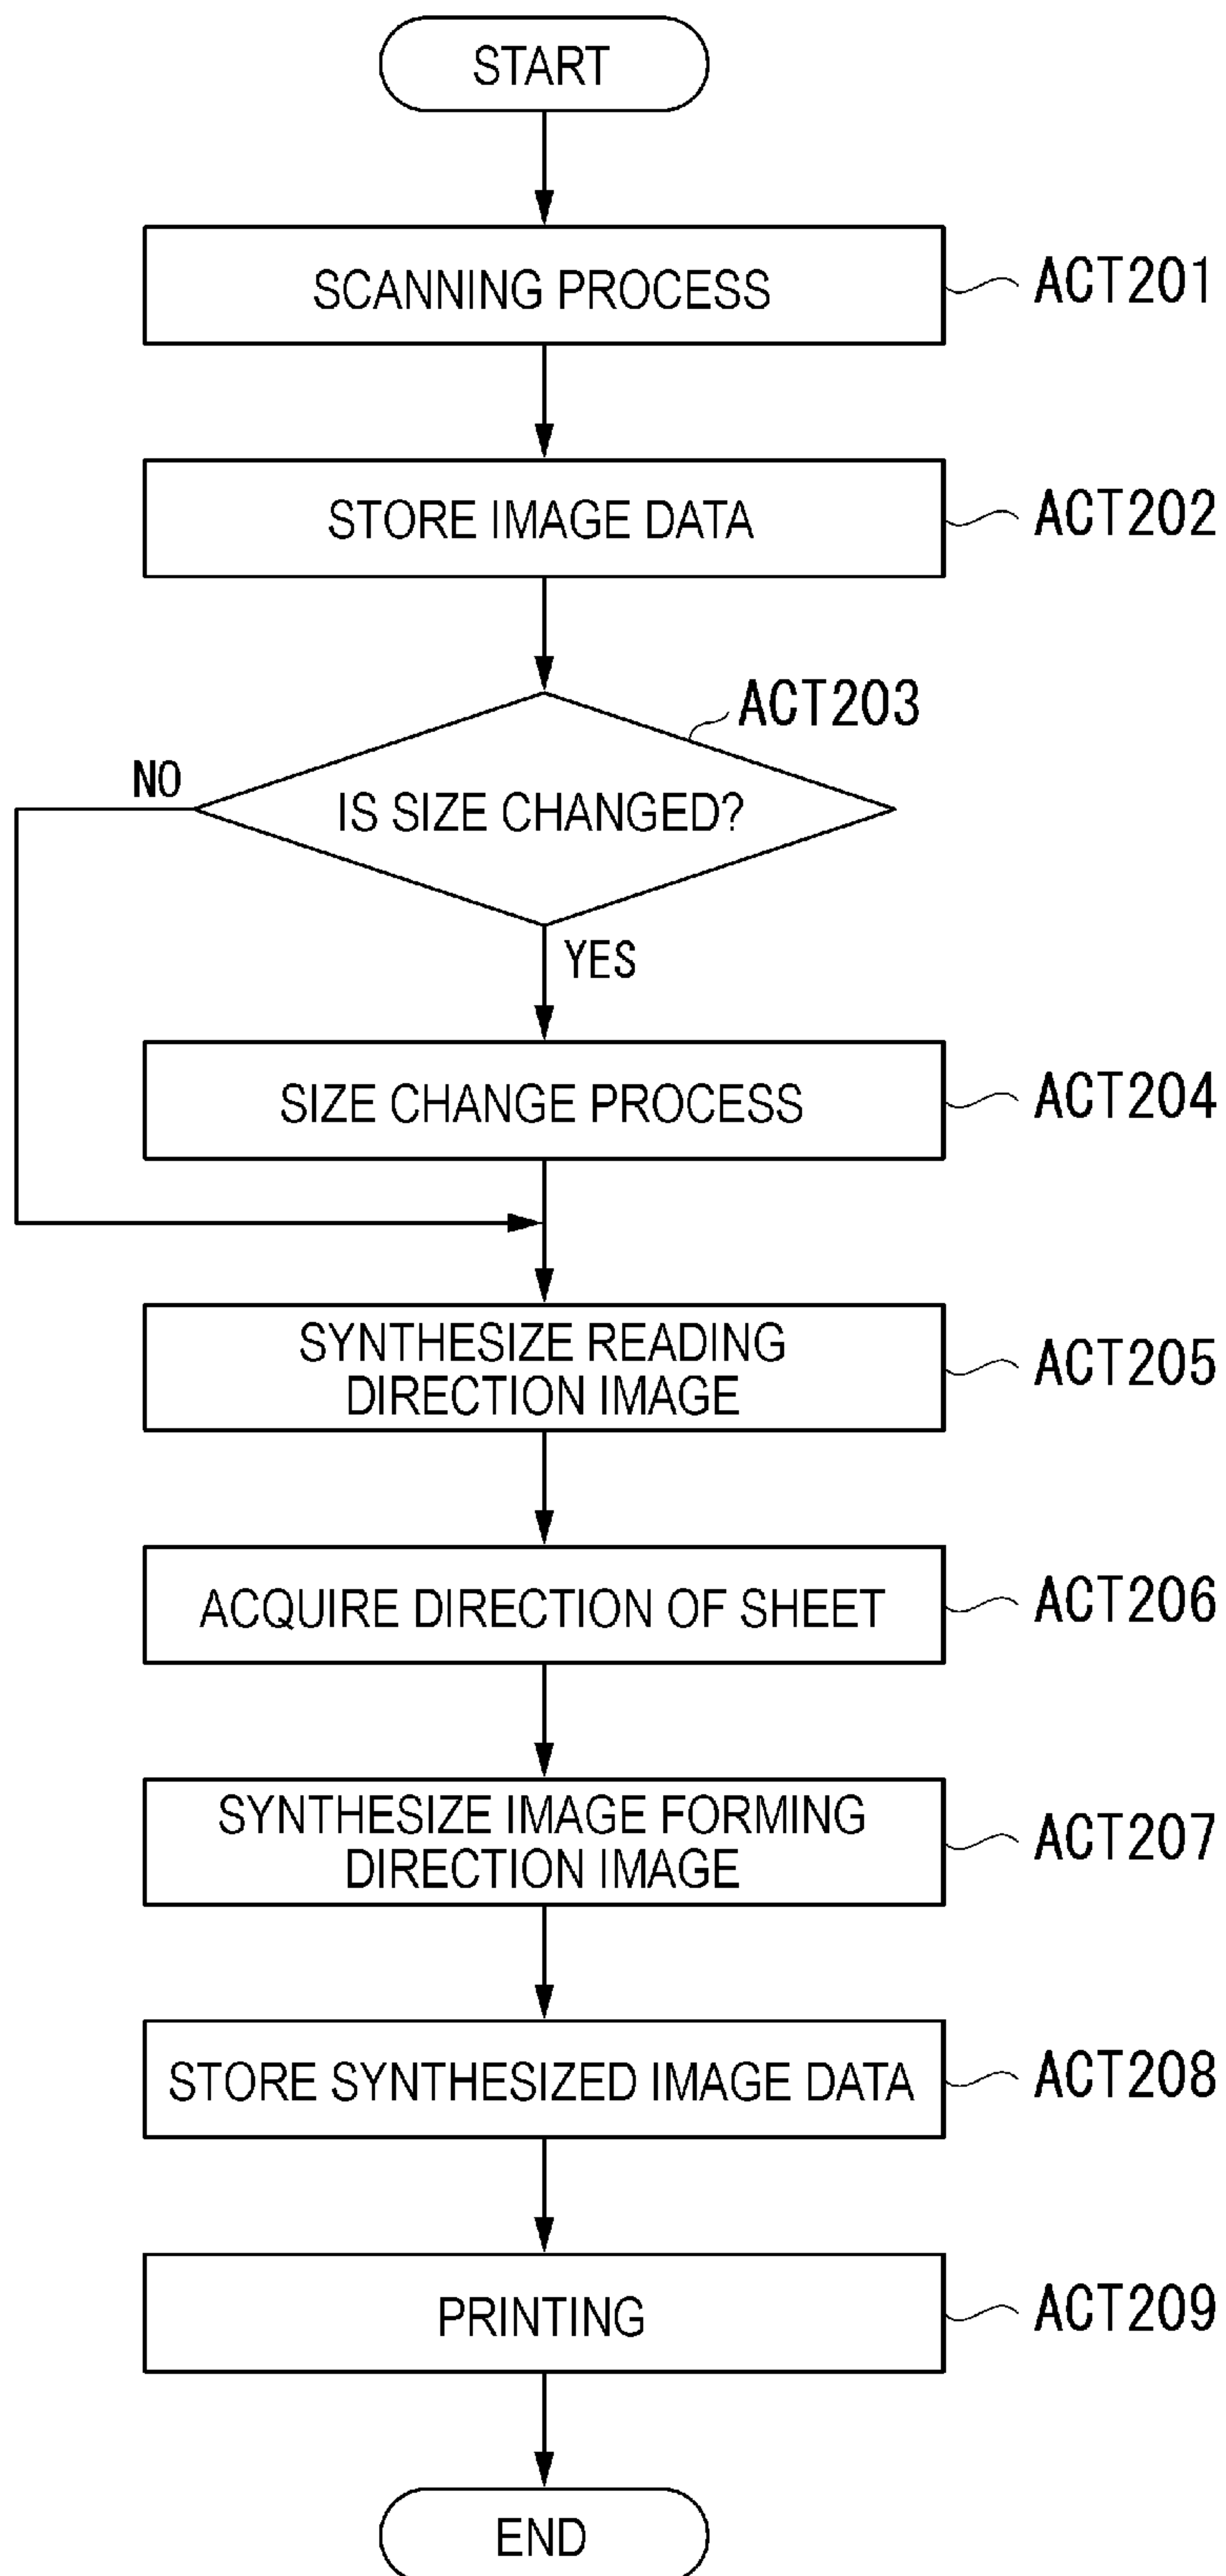 START
SCANNING PROCESS
ACT201
STORE IMAGE DATA
ACT202
ACT203
NO
IS SIZE CHANGED?
YES
SIZE CHANGE PROCESS
ACT204
SYNTHESIZE READING
DIRECTION IMAGE
ACT205
ACQUIRE DIRECTION OF SHEET
ACT206
SYNTHESIZE IMAGE FORMING
DIRECTION IMAGE
ACT207
STORE SYNTHESIZED IMAGE DATA
ACT208
PRINTING
ACT209
END